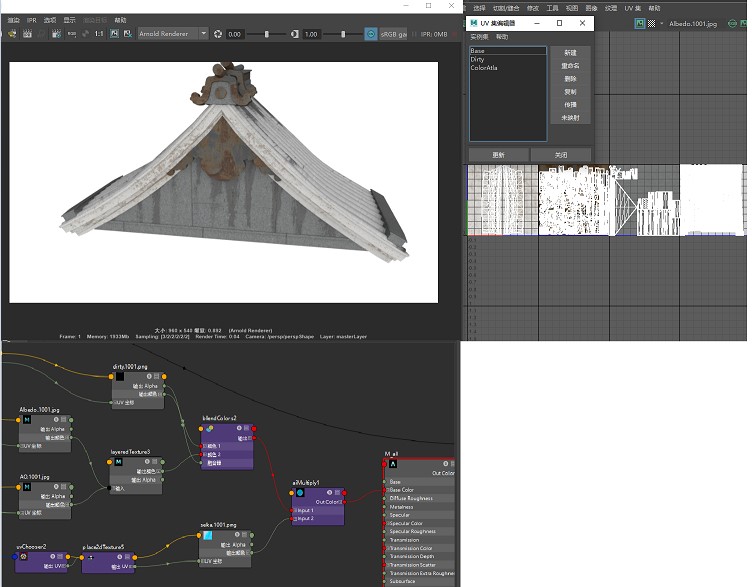 渲染 IPR 选项 显示 渲染目标 帮助
1:1 Arnold Renderer 0.00 1.00 sRGB ga IPR: 0MB
大小: 960 x 540 缩放: 0.892 (Arnold Renderer)
Frame: 1 Memory: 1933Mb Sampling: [3/2/2/2/2/2] Render Time: 0:54 Camera: /persp/perspShape Layer: masterLayer
选择 切割/缝合 修改 工具 视图 图像 纹理 UV 集 帮助
Albedo.1001.jpg
UV 集编辑器
实例集 帮助
Base
Dirty
ColorAtla
新建
重命名
删除
复制
传播
未映射
更新 关闭
dirty.1001.png
输出 Alpha
输出颜色
UV 坐标
Albedo.1001.jpg
输出 Alpha
输出颜色
UV 坐标
AO.1001.jpg
输出 Alpha
输出颜色
UV 坐标
layeredTexture3
输出颜色
输出 Alpha
输入
blendColors2
输出
颜色 1
颜色 2
混合器
aiMultiply1
Out Color
Input 1
Input 2
seka.1001.png
输出 Alpha
输出颜色
UV 坐标
uvChooser2
输出 UV
place2dTexture5
输出 UV
M_all
Out Color
Base
Base Color
Diffuse Roughness
Metalness
Specular
Specular Color
Specular Roughness
Transmission
Transmission Color
Transmission Depth
Transmission Scatter
Transmission Extra Roughne
Subsurface